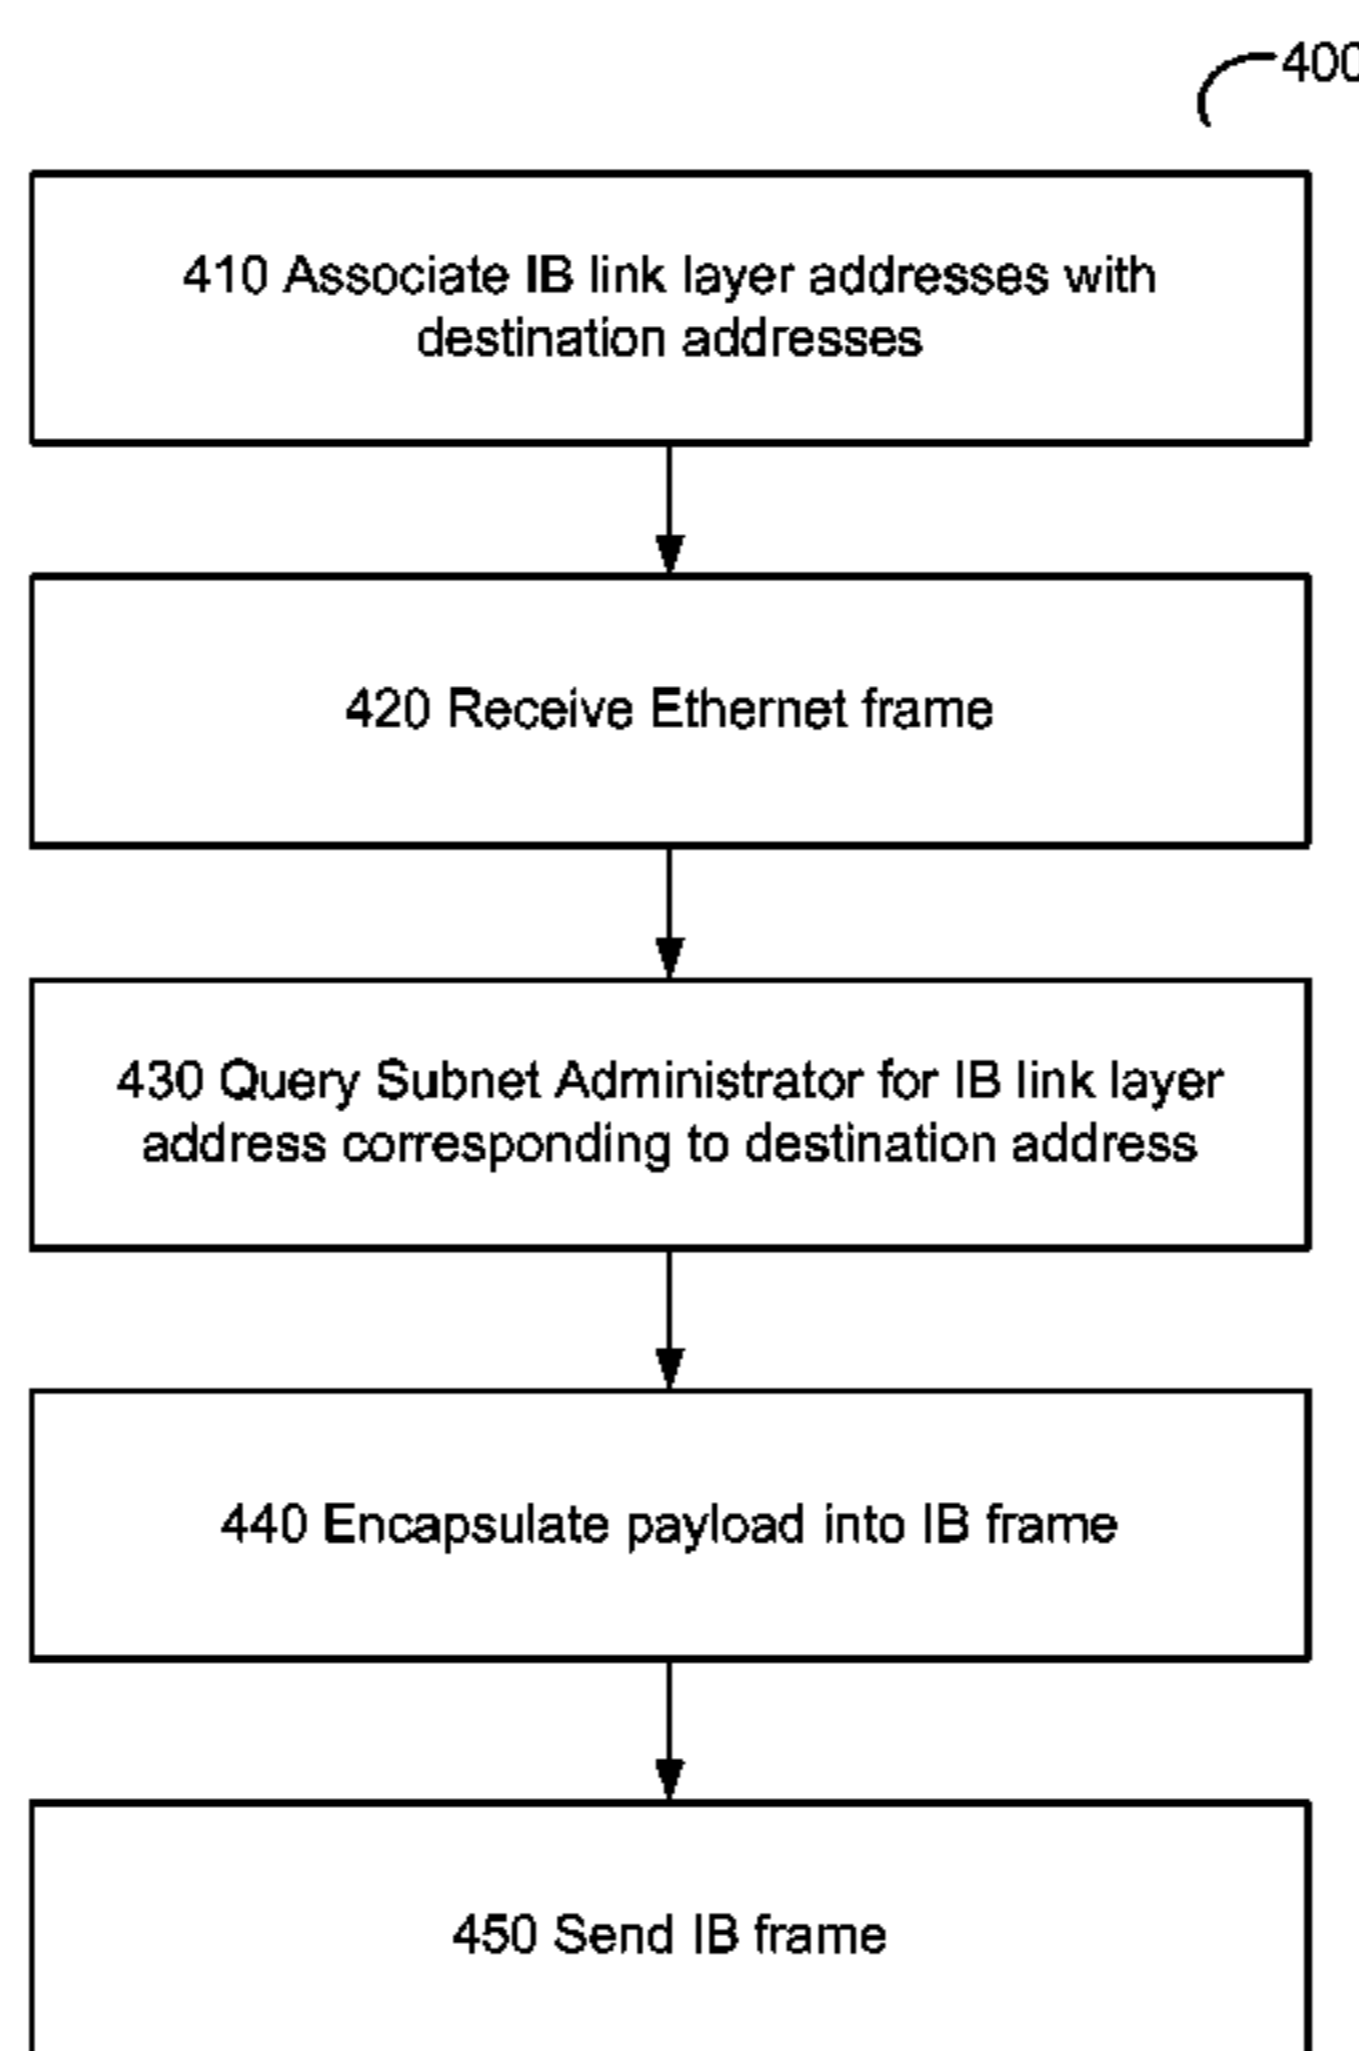 400
410 Associate IB link layer addresses with
destination addresses
420 Receive Ethernet frame
430 Query Subnet Administrator for IB link layer
address corresponding to destination address
440 Encapsulate payload into IB frame
450 Send IB frame